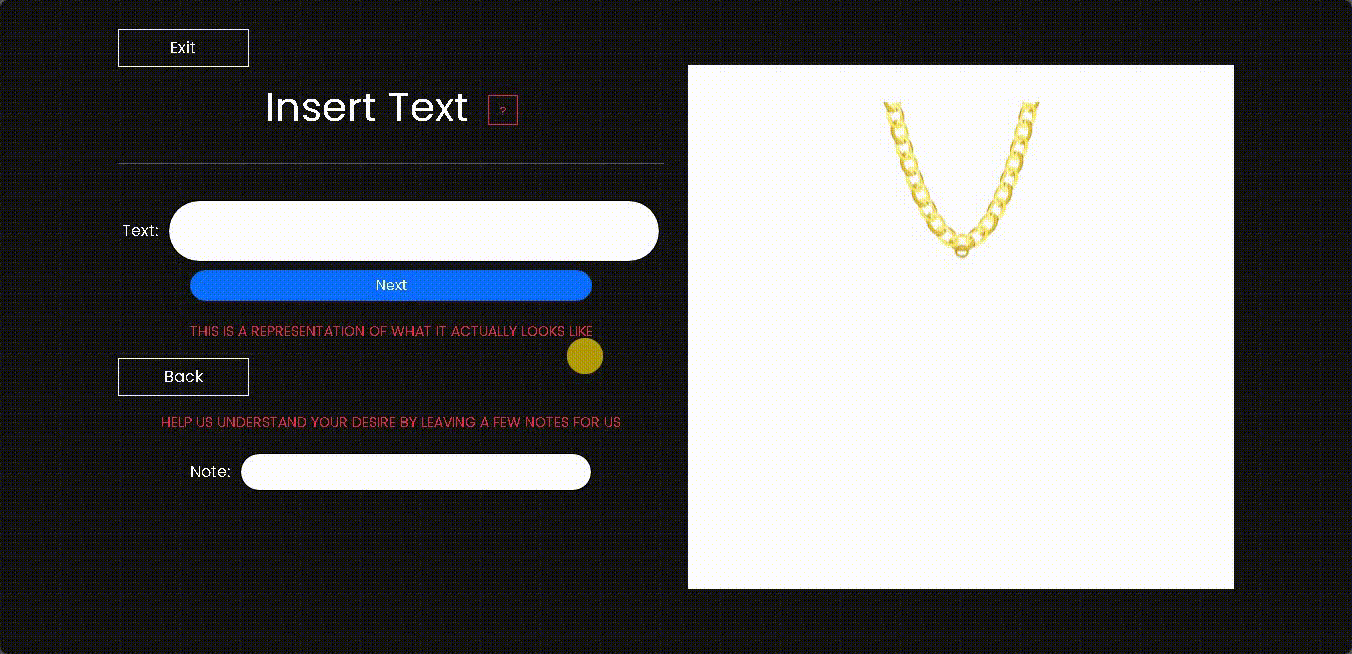 Exit
Insert Text ?
Text:
Next
THIS IS A REPRESENTATION OF WHAT IT ACTUALLY LOOKS LIKE
Back
HELP US UNDERSTAND YOUR DESIRE BY LEAVING A FEW NOTES FOR US
Note: